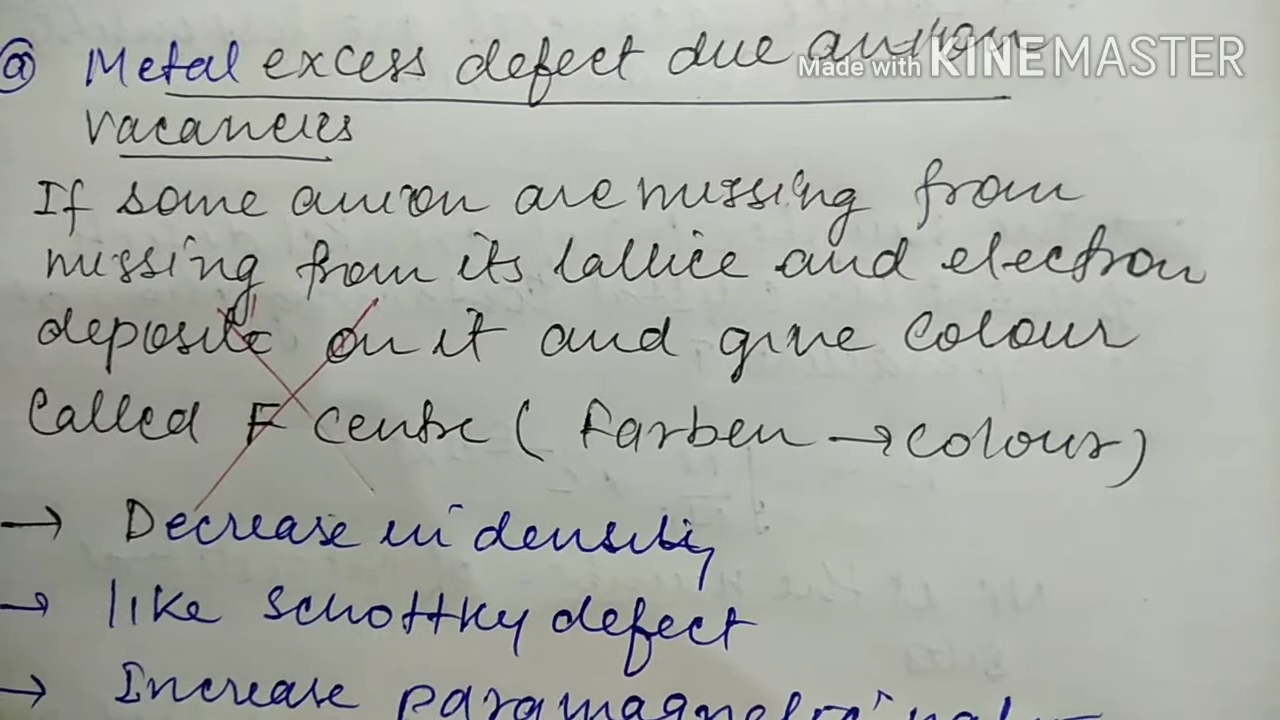 @ Metal excess defect due anion
Made with KINEMASTER
vacancies
If some anion are missing from
missing from its lattice and electron
deposite on it and give colour
called F centre ( Farben → colour)
→ Decrease in density
→ like schottky defect
→ Increase paramagnetic